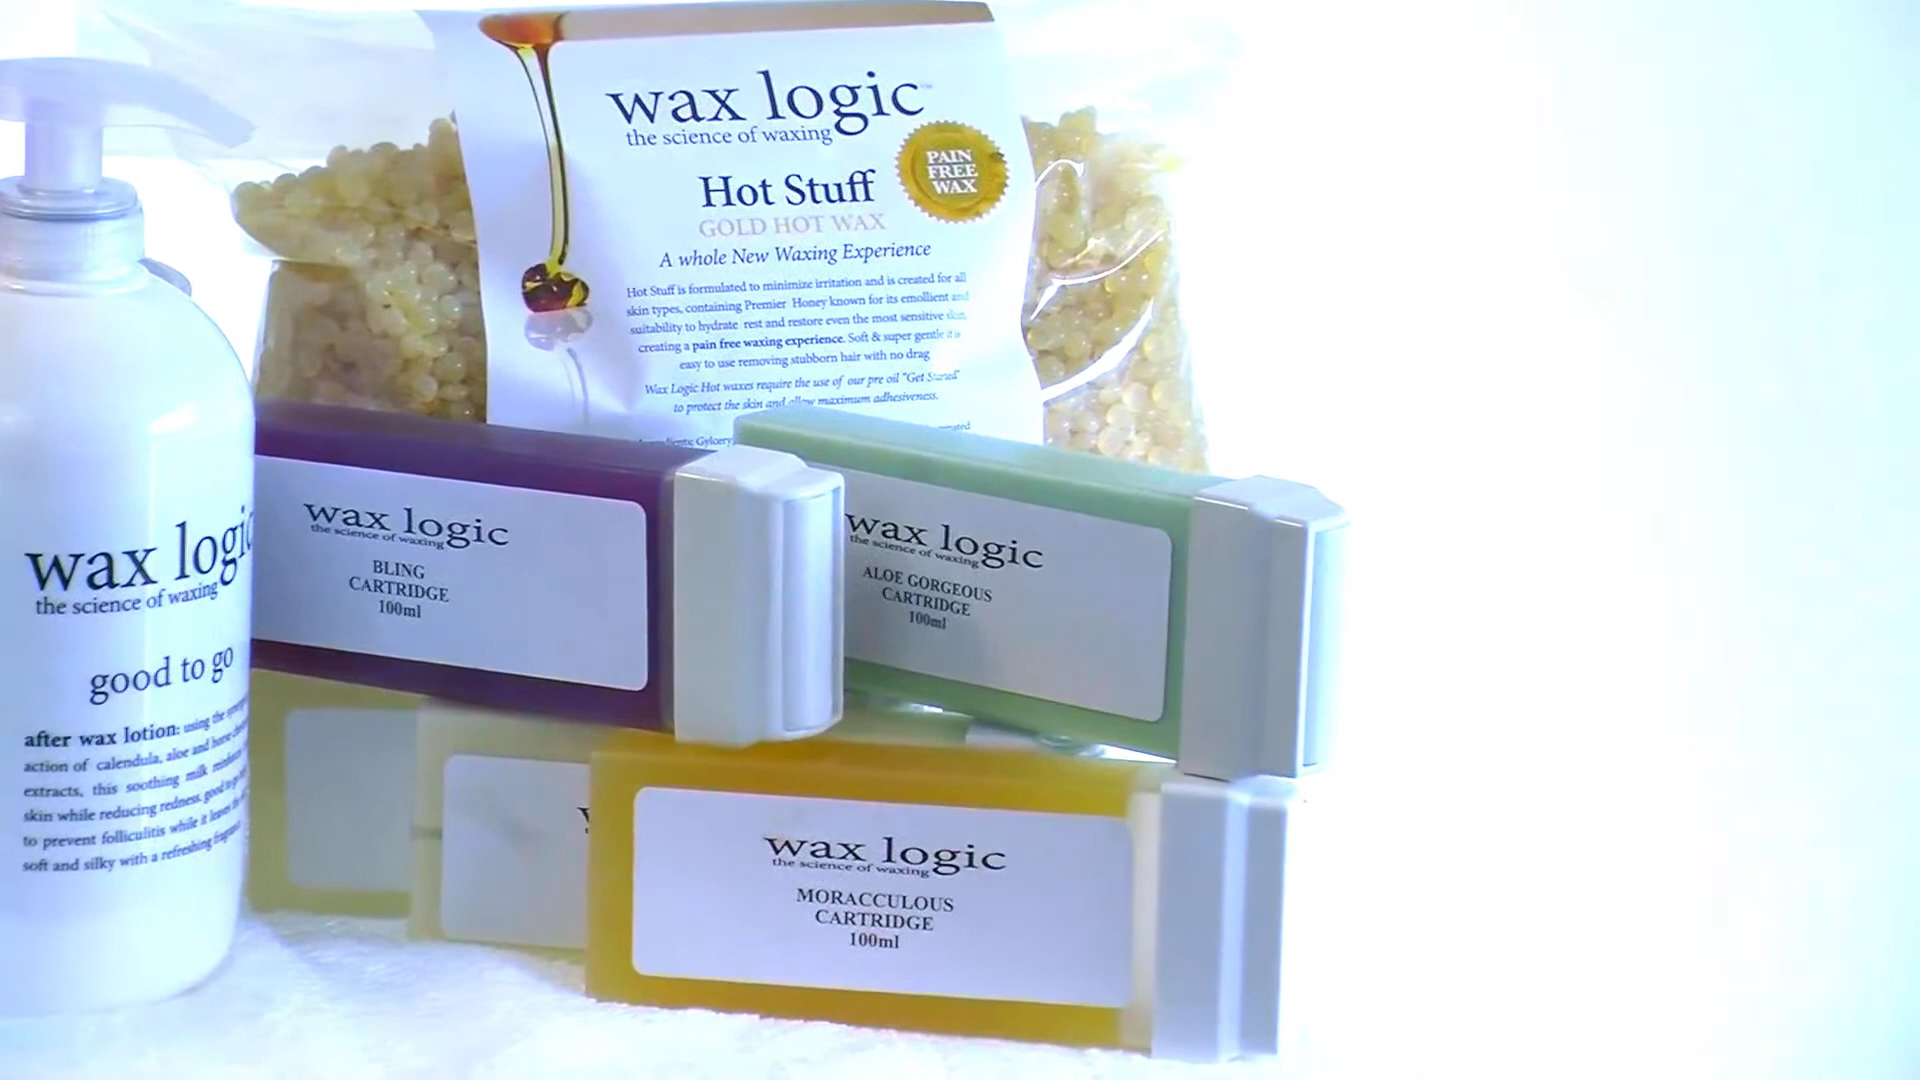 wax logic
the science of waxing
PAIN
FREE
WAX
Hot Stuff
GOLD HOT WAX
A whole New Waxing Experience
Hot Stuff is formulated to minimize irritation and is created for all
skin types, containing Premier Honey known for its emollient and
suitability to hydrate rest and restore even the most sensitive skin,
creating a pain free waxing experience. Soft & super gentle it is
easy to use removing stubborn hair with no drag
Wax Logic Hot waxes require the use of our pre oil "Get Started"
to protect the skin and allow maximum adhesiveness.
wax logic
the science of waxing
BLING
CARTRIDGE
100ml
wax logic
the science of waxing
ALOE GORGEOUS
CARTRIDGE
100ml
wax logic
the science of waxing
good to go
after wax lotion: using the
action of calendula, aloe and
extracts, this soothing milk
skin while reducing redness. good to go
to prevent folliculitis while it leaves
soft and silky with a refreshing
wax logic
the science of waxing
MORACCULOUS
CARTRIDGE
100ml